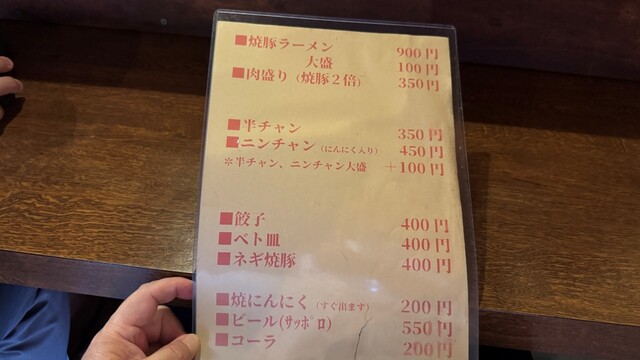 ■焼豚ラーメン 900円
大盛 100円
■肉盛り（焼豚２倍） 350円
■半チャン 350円
■ニンチャン（にんにく入り） 450円
※半チャン、ニンチャン大盛 ＋100円
■餃子 400円
■ベト皿 400円
■ネギ焼豚 400円
■焼にんにく（すぐ出ます） 200円
■ビール(ｻｯﾎﾟﾛ) 550円
■コーラ 200円